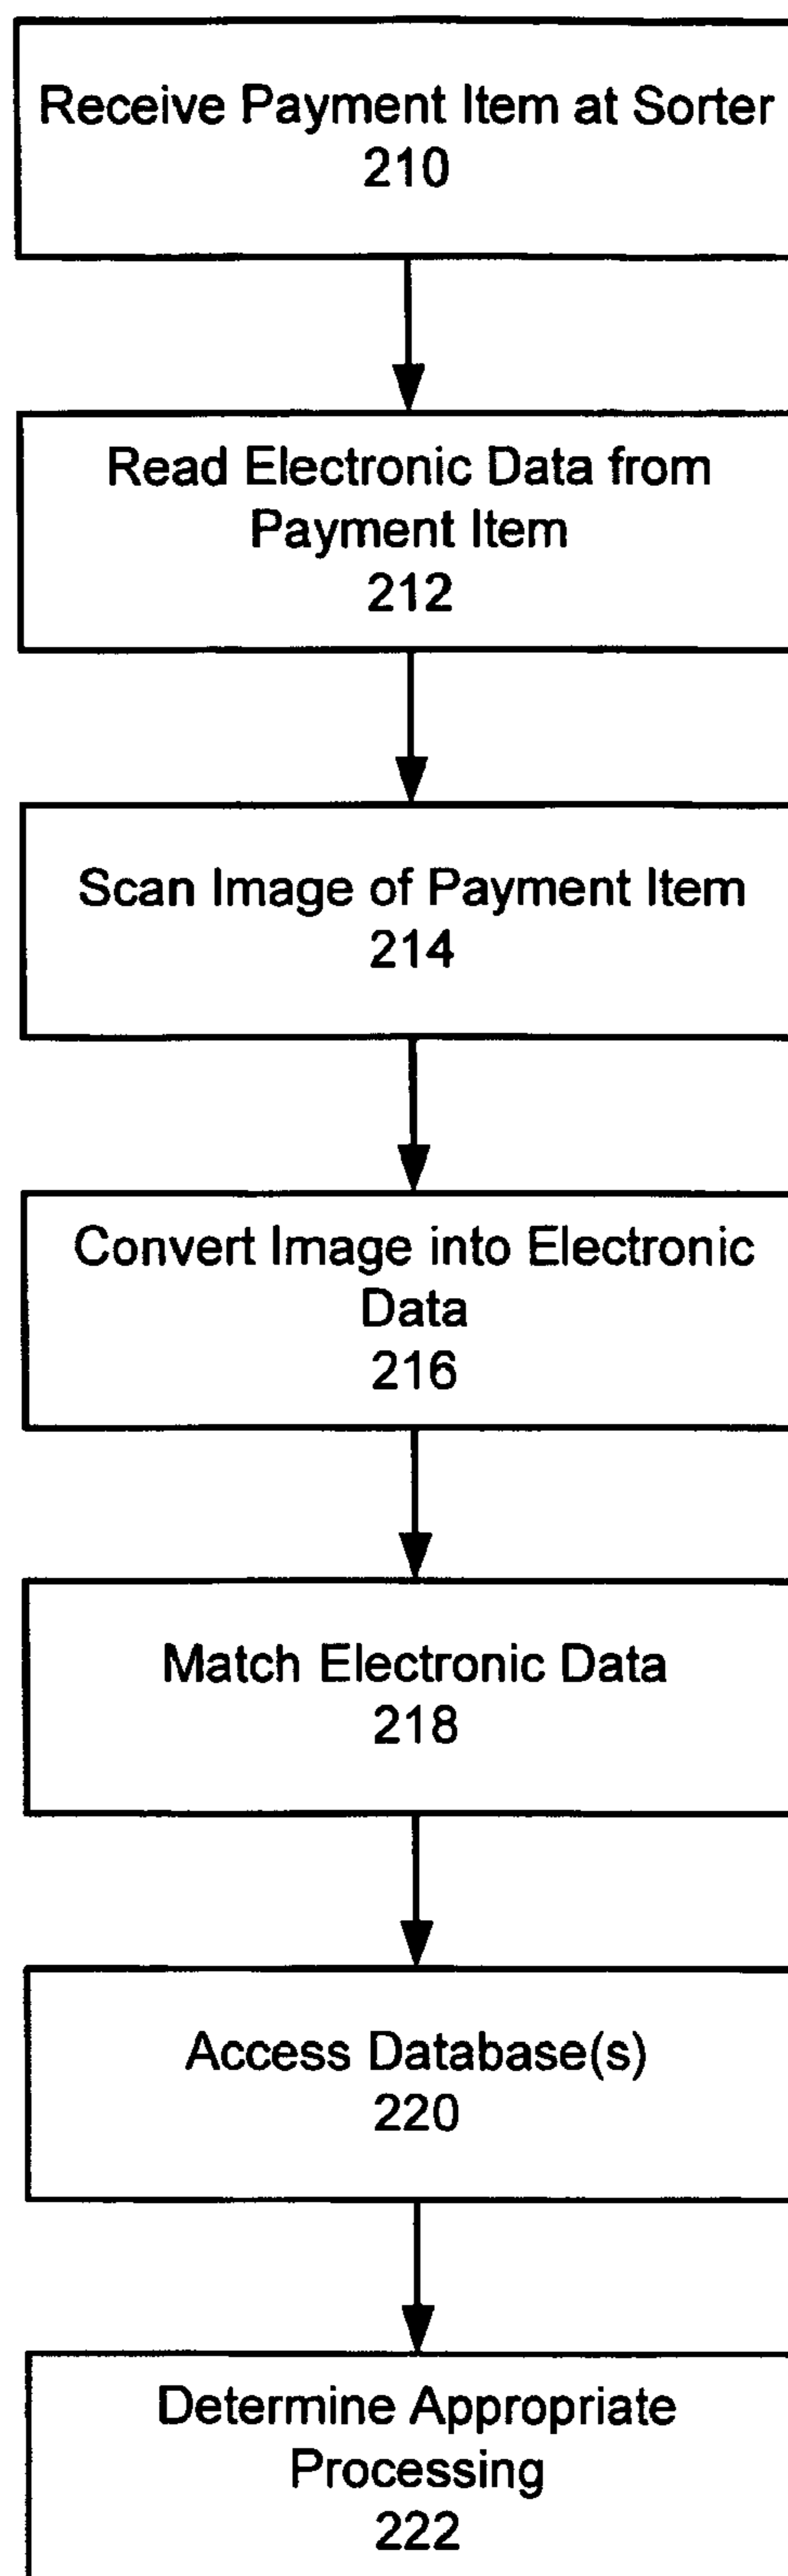 Receive Payment Item at Sorter
210
Read Electronic Data from
Payment Item
212
Scan Image of Payment Item
214
Convert Image into Electronic
Data
216
Match Electronic Data
218
Access Database(s)
220
Determine Appropriate
Processing
222